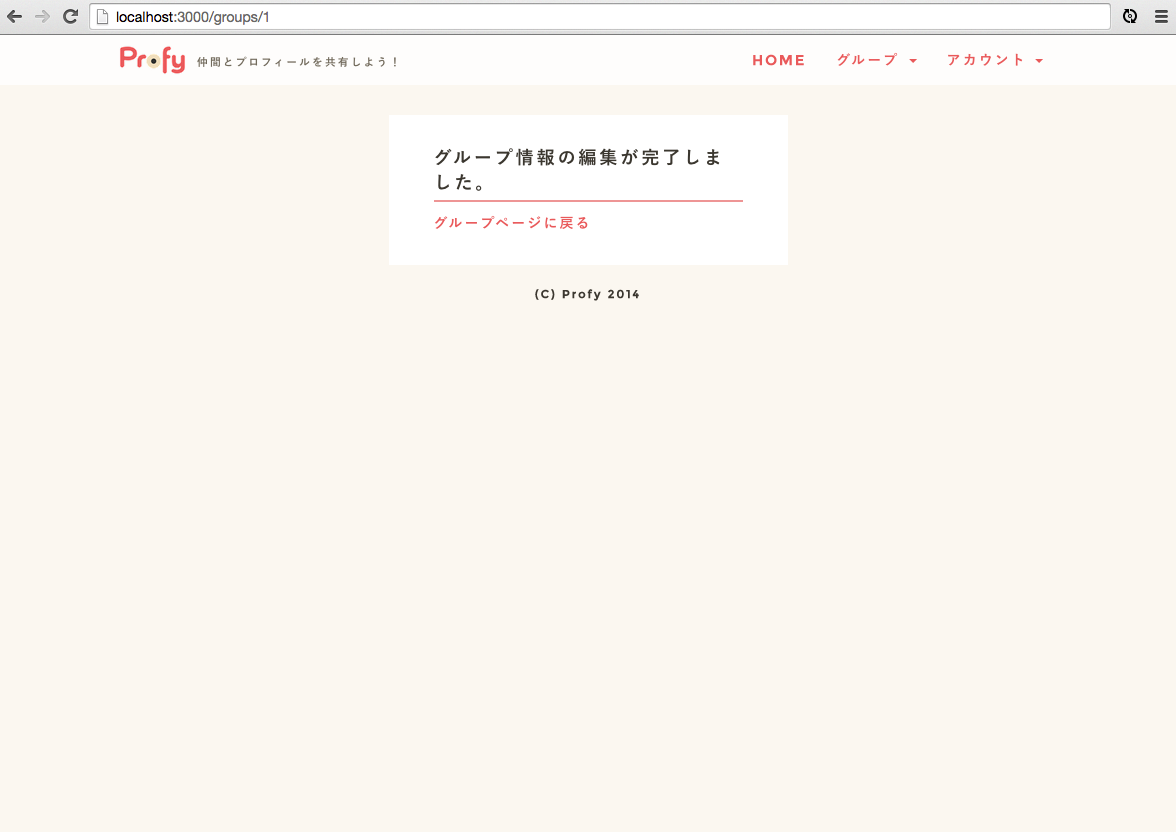 localhost:3000/groups/1
Profy 仲間とプロフィールを共有しよう！ HOME グループ アカウント
グループ情報の編集が完了しま
した。
グループページに戻る
(C) Profy 2014